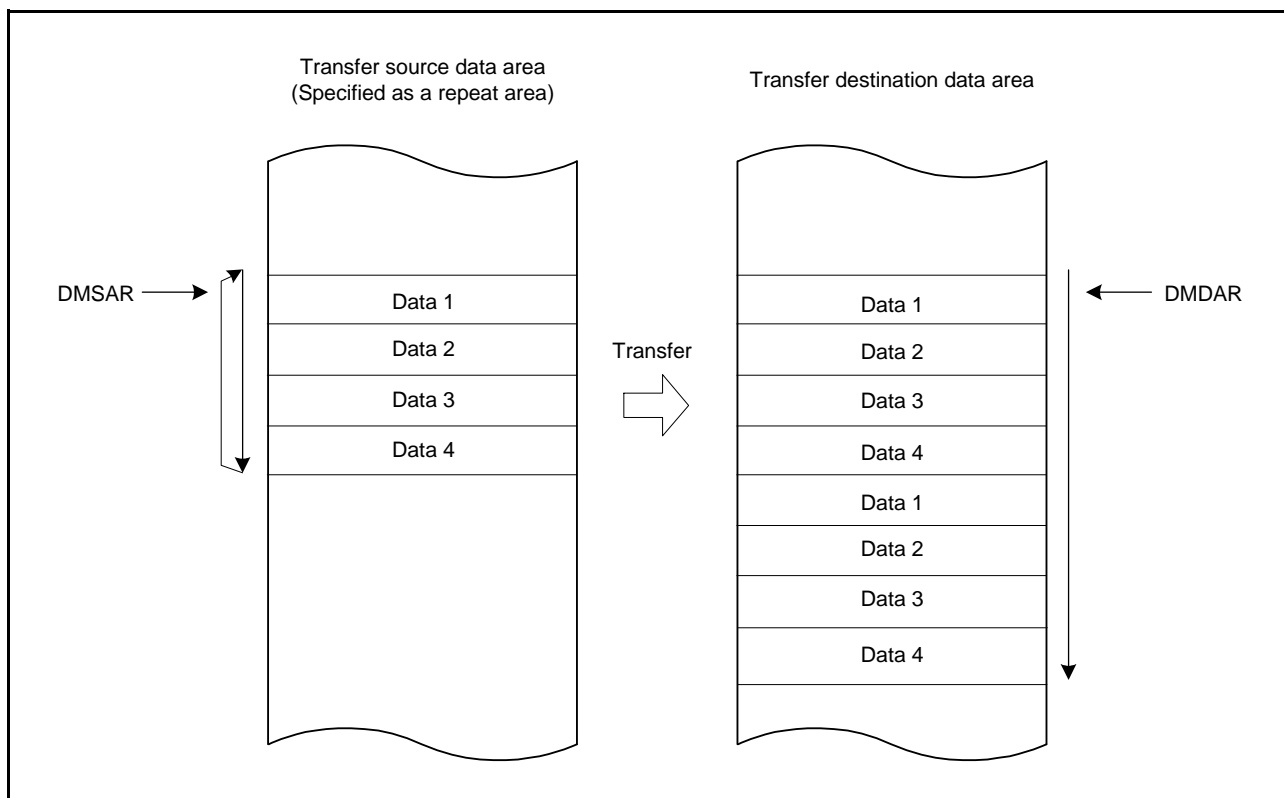 Transfer source data area
(Specified as a repeat area)
Transfer destination data area
DMSAR
Data 1
Data 2
Data 3
Data 4
Transfer
Data 1
Data 2
Data 3
Data 4
Data 1
Data 2
Data 3
Data 4
DMDAR